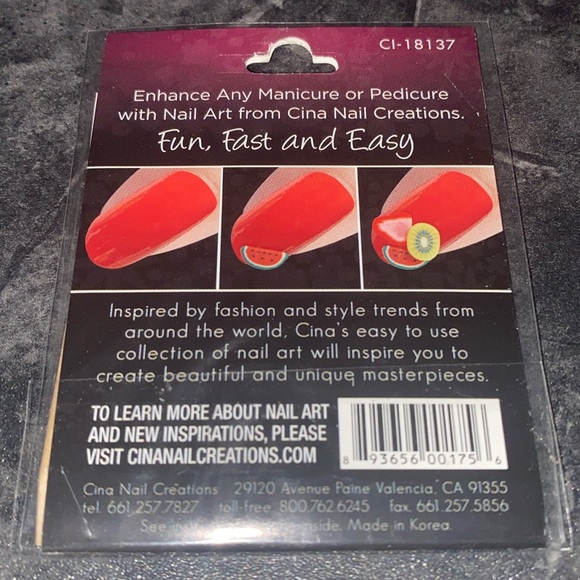 CI-18137
Enhance Any Manicure or Pedicure
with Nail Art from Cina Nail Creations.
Fun, Fast and Easy
Inspired by fashion and style trends from
around the world, Cina's easy to use
collection of nail art will inspire you to
create beautiful and unique masterpieces.
TO LEARN MORE ABOUT NAIL ART
AND NEW INSPIRATIONS, PLEASE
VISIT CINANAILCREATIONS.COM
8 93656 00175 6
Cina Nail Creations 29120 Avenue Paine Valencia, CA 91355
tel. 661.257.7827 toll-free 800.762.6245 fax. 661.257.5856
See inside. Made in Korea.